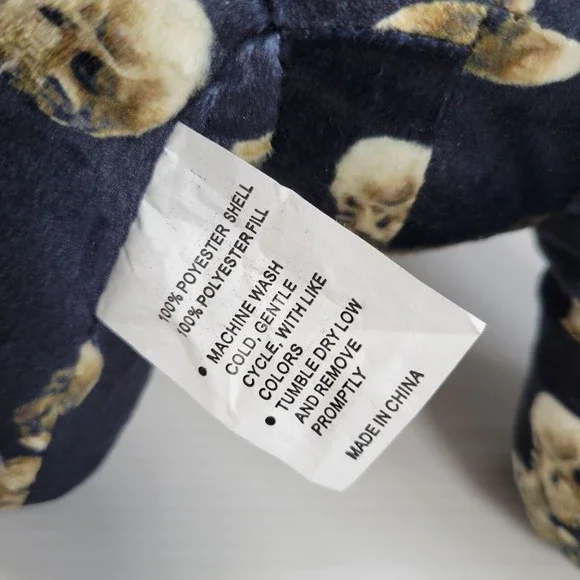 100% POYESTER SHELL
100% POLYESTER FILL
• MACHINE WASH
COLD, GENTLE
CYCLE, WITH LIKE
COLORS
• TUMBLE DRY LOW
AND REMOVE
PROMPTLY
MADE IN CHINA